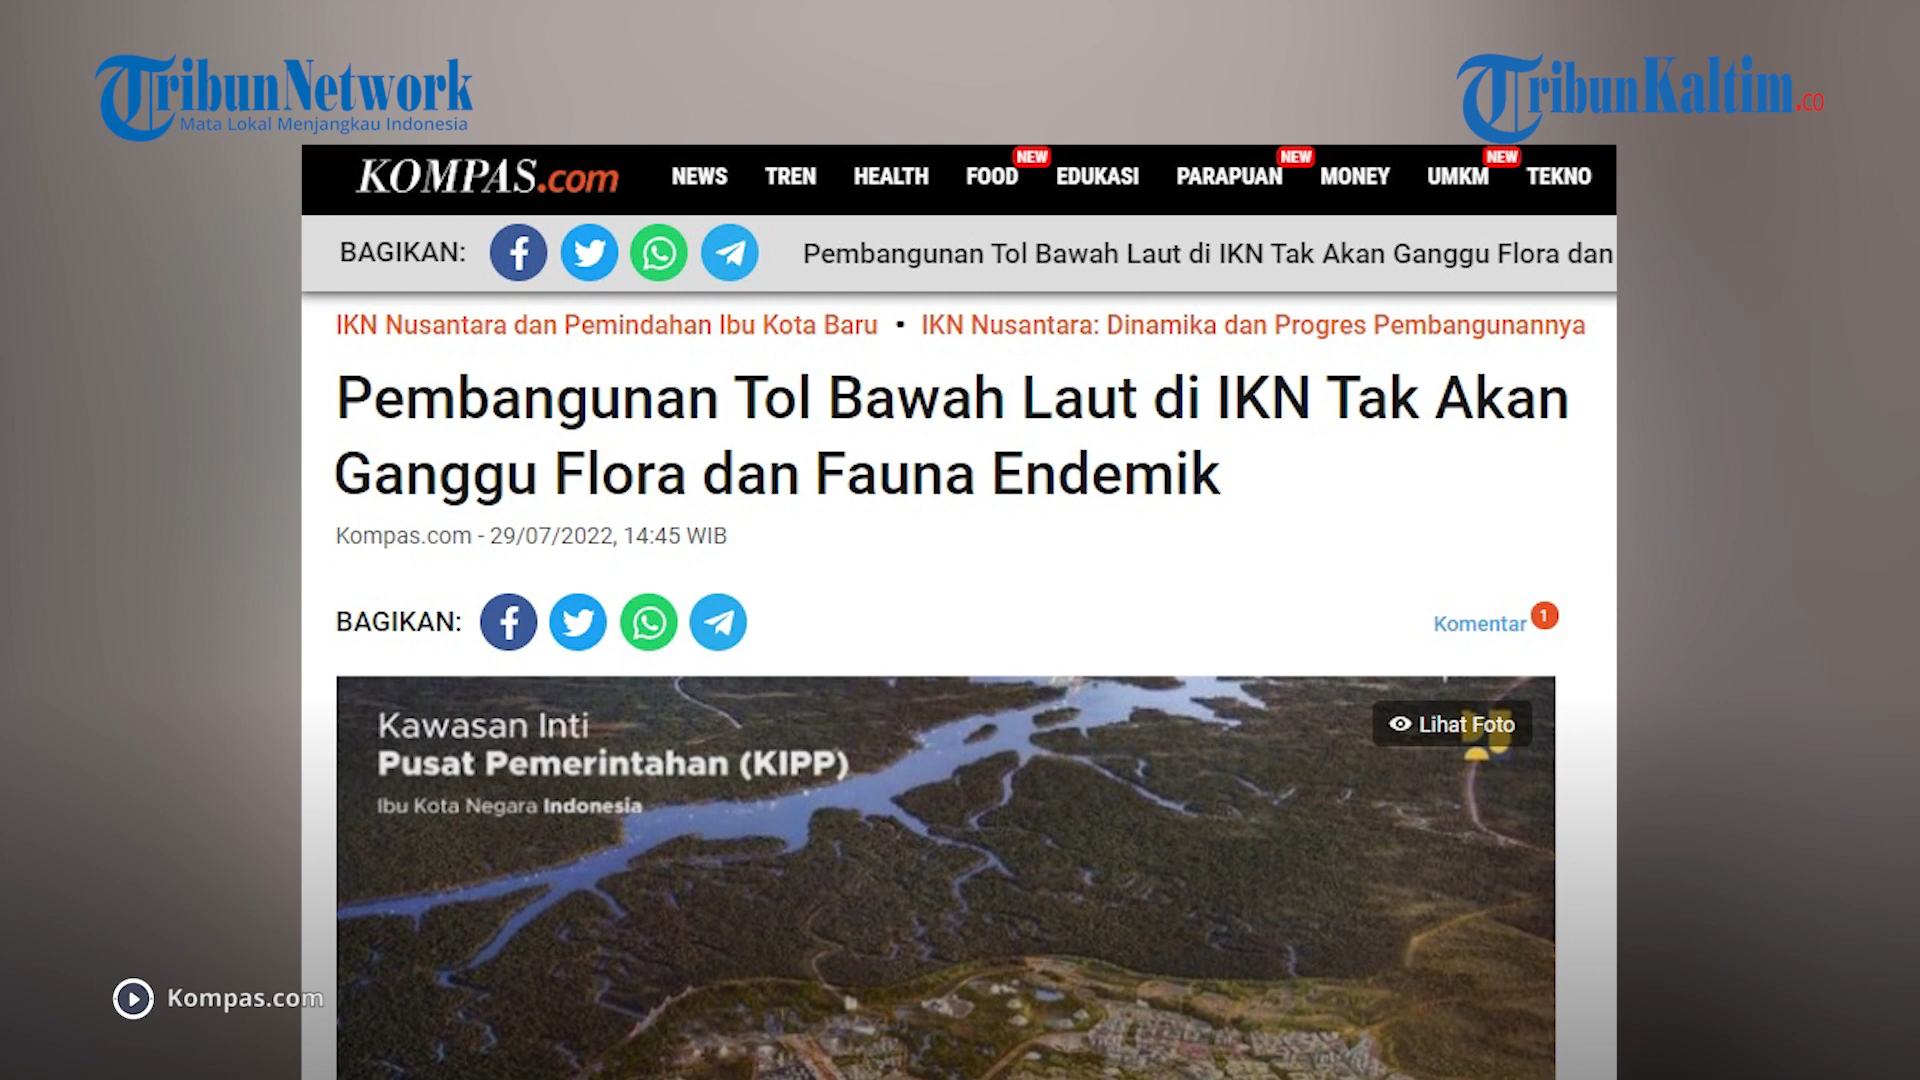 TribunNetwork
Mata Lokal Menjangkau Indonesia
TribunKaltim.co
KOMPAS.com
NEWS TREN HEALTH FOOD NEW EDUKASI PARAPUAN NEW MONEY UMKM NEW TEKNO
BAGIKAN: Pembangunan Tol Bawah Laut di IKN Tak Akan Ganggu Flora dan
IKN Nusantara dan Pemindahan Ibu Kota Baru • IKN Nusantara: Dinamika dan Progres Pembangunannya
Pembangunan Tol Bawah Laut di IKN Tak Akan
Ganggu Flora dan Fauna Endemik
Kompas.com - 29/07/2022, 14:45 WIB
BAGIKAN:
Komentar 1
Kawasan Inti
Pusat Pemerintahan (KIPP)
Ibu Kota Negara Indonesia
Lihat Foto
Kompas.com